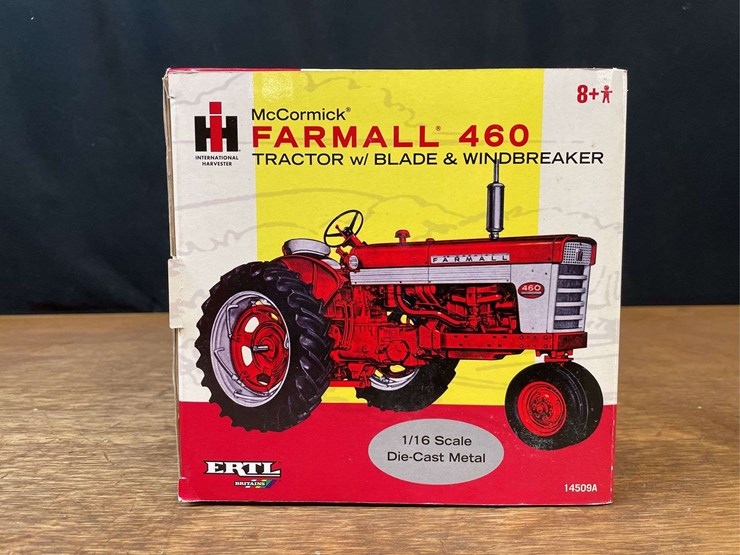 McCormick®
FARMALL® 460
TRACTOR w/ BLADE & WINDBREAKER
8+
IH
INTERNATIONAL
HARVESTER
FARMALL
460
1/16 Scale
Die-Cast Metal
ERTL
BRITAINS
14509A